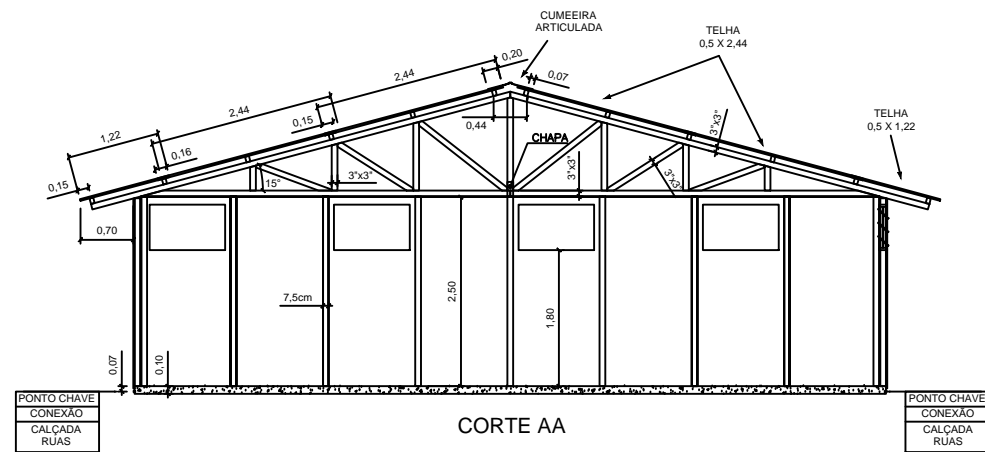 CUMEEIRA
ARTICULADA
TELHA
0,5 X 2,44
0,20
2,44
0,07
2,44
0,15
0,44
3"x3"
TELHA
0,5 X 1,22
1,22
0,16
CHAPA
0,15
15°
3"x3"
3"x3"
3"x3"
0,70
7,5cm
2,50
1,80
0,07
0,10
PONTO CHAVE
CONEXÃO
CALÇADA
RUAS
CORTE AA
PONTO CHAVE
CONEXÃO
CALÇADA
RUAS